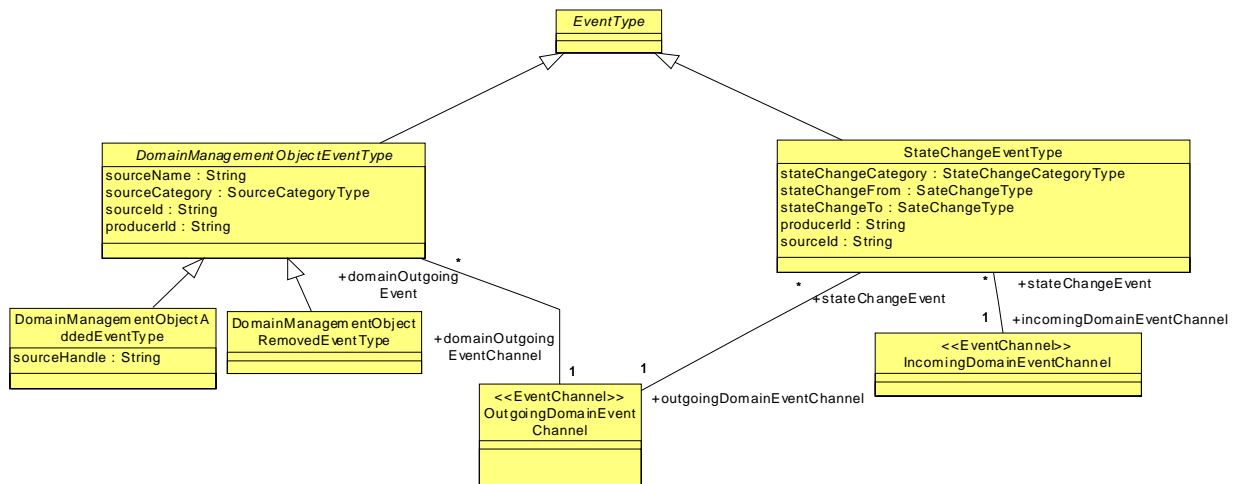 EventType
DomainManagementObjectEventType
sourceName : String
sourceCategory : SourceCategoryType
sourceId : String
producerId : String
StateChangeEventType
stateChangeCategory : StateChangeCategoryType
stateChangeFrom : SateChangeType
stateChangeTo : SateChangeType
producerId : String
sourceId : String
DomainManagementObjectA
ddedEventType
sourceHandle : String
DomainManagementObject
RemovedEventType
+domainOutgoing
Event
*
+domainOutgoing
EventChannel
1
*
+stateChangeEvent
1
+outgoingDomainEventChannel
*
+stateChangeEvent
1
+incomingDomainEventChannel
<<EventChannel>>
OutgoingDomainEvent
Channel
<<EventChannel>>
IncomingDomainEventChannel